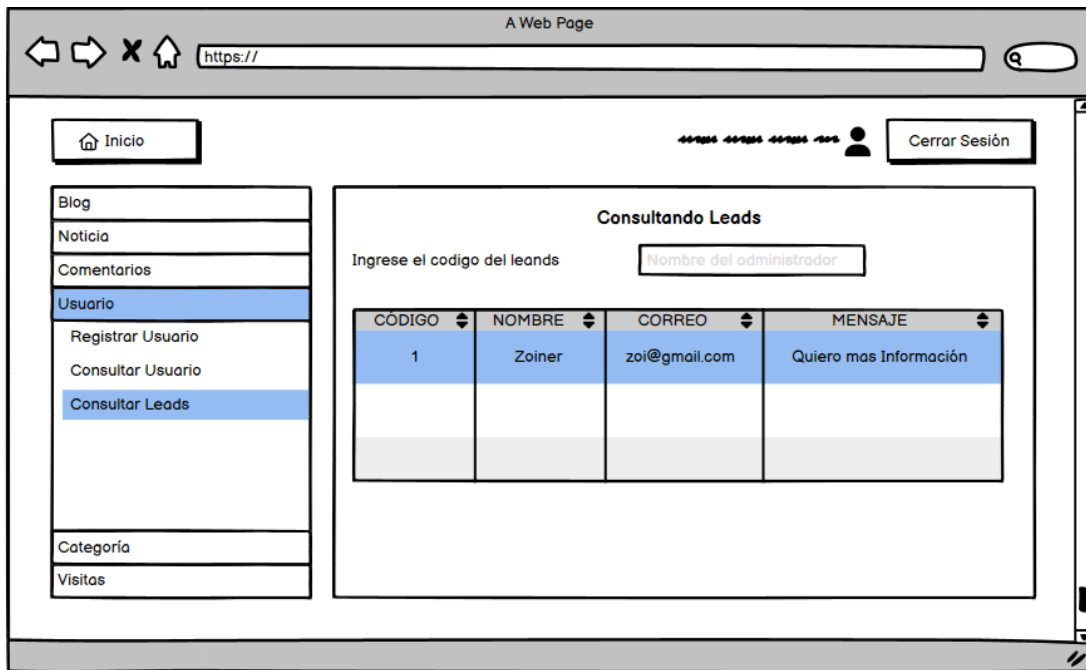 A Web Page
https://
Inicio
Cerrar Sesión
Blog
Noticia
Comentarios
Usuario
Registrar Usuario
Consultar Usuario
Consultar Leads
Categoría
Visitas
Consultando Leads
Ingrese el codigo del leands Nombre del administrador
CÓDIGO NOMBRE CORREO MENSAJE
1 Zoiner zoi@gmail.com Quiero mas Información